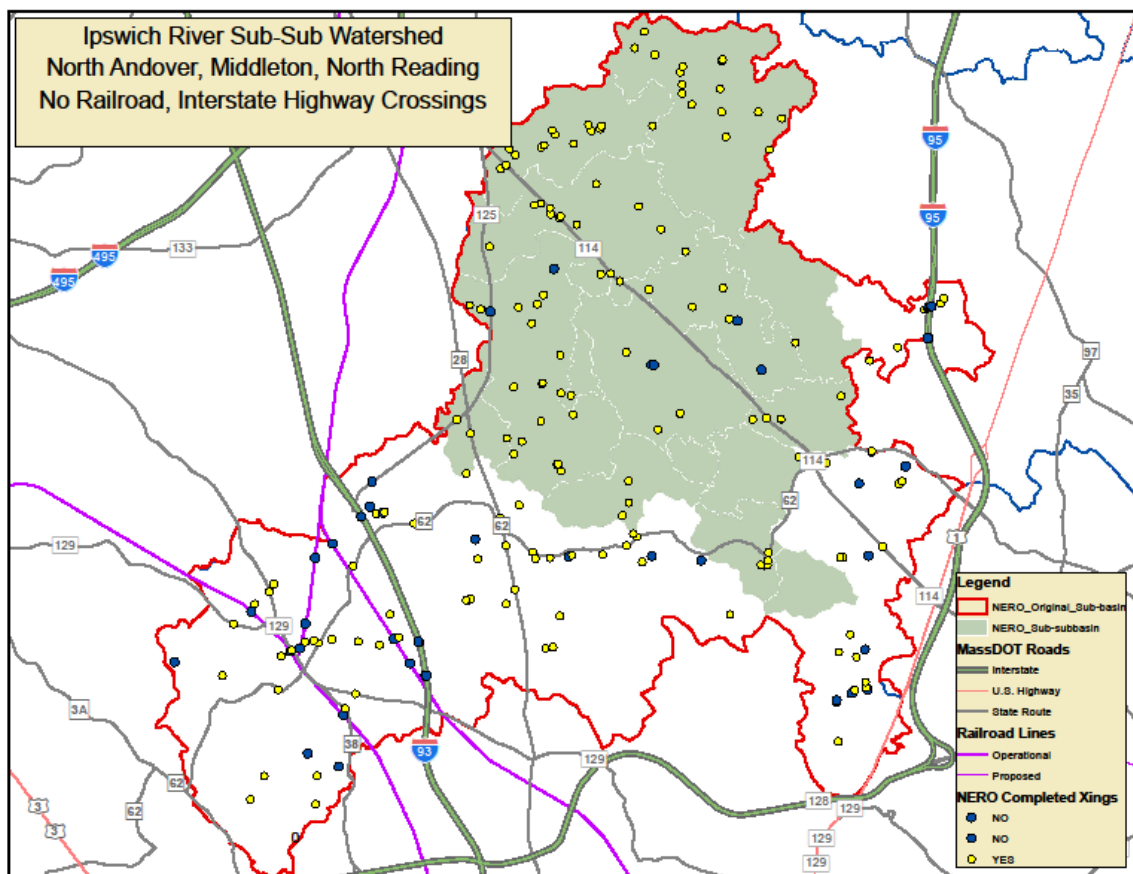 Ipswich River Sub-Sub Watershed
North Andover, Middleton, North Reading
No Railroad, Interstate Highway Crossings
95
95
125
133
495
495
114
28
97
35
114
62
62
62
129
1
114
129
3A
38
93
62
62
129
128
129
3
3
129
129
Legend
NERO_Original_Sub-basin
NERO_Sub-subbasin
MassDOT Roads
Interstate
U.S. Highway
State Route
Railroad Lines
Operational
Proposed
NERO Completed Xings
NO
NO
YES